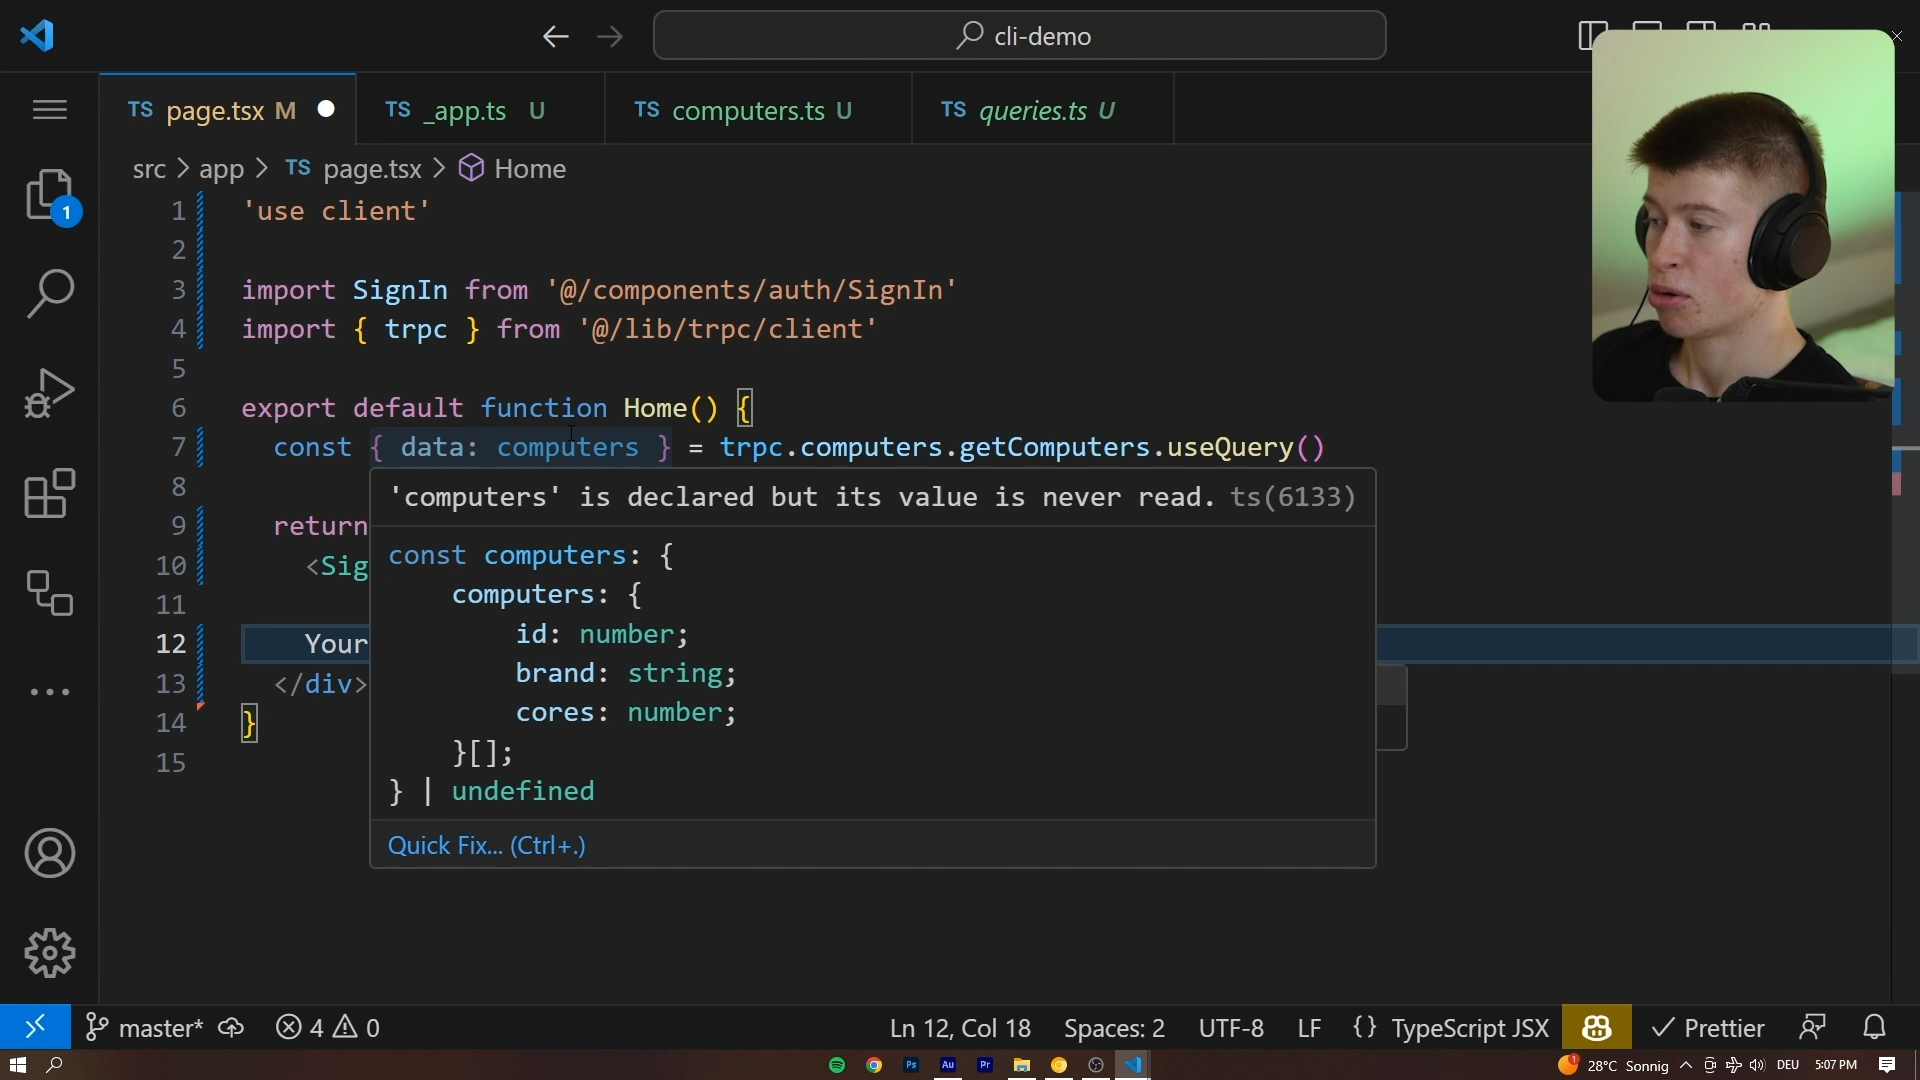 cli-demo
TS page.tsx M
TS _app.ts U
TS computers.ts U
TS queries.ts U
src > app > TS page.tsx > Home
1 'use client'
2
3 import SignIn from '@/components/auth/SignIn'
4 import { trpc } from '@/lib/trpc/client'
5
6 export default function Home() {
7 const { data: computers } = trpc.computers.getComputers.useQuery()
8
9 return
10 <Sig
11
12 Your
13 </div>
14 }
15
'computers' is declared but its value is never read. ts(6133)
const computers: {
computers: {
id: number;
brand: string;
cores: number;
}[];
} | undefined
Quick Fix... (Ctrl+.)
1
master* 4 0
Ln 12, Col 18 Spaces: 2 UTF-8 LF {} TypeScript JSX Prettier
Ps Au Pr
1 28°C Sonnig DEU 5:07 PM